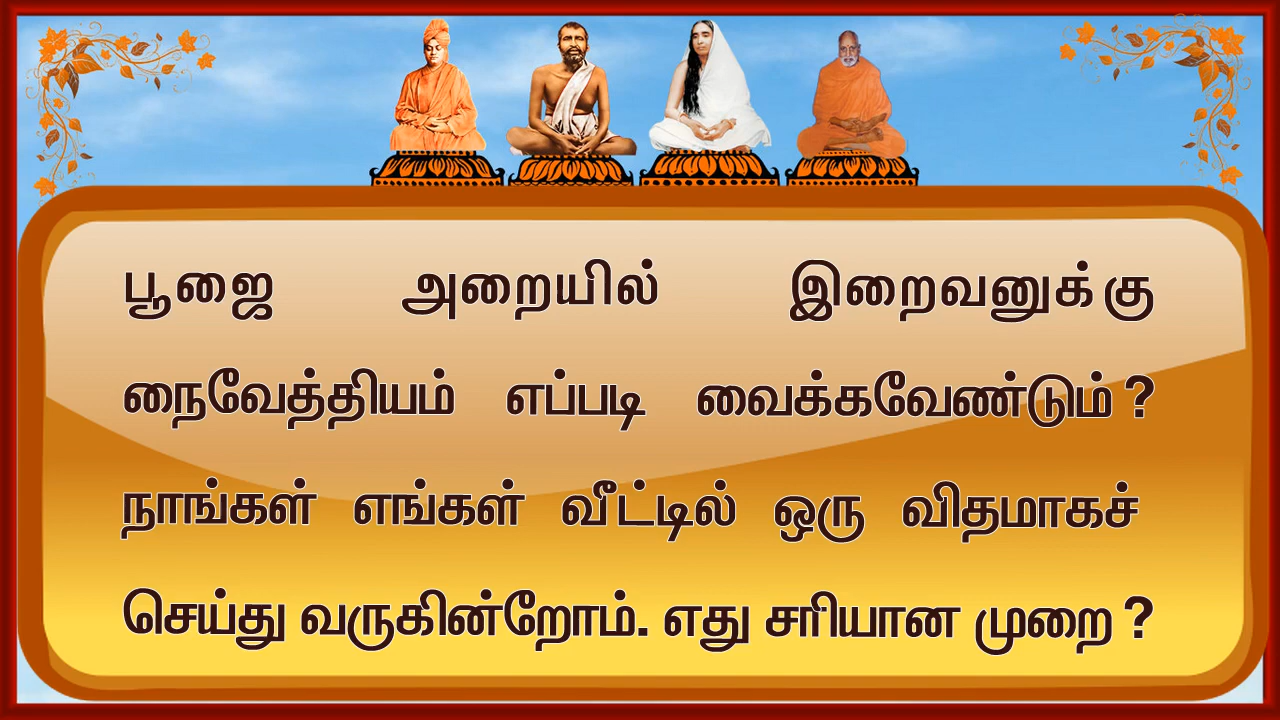 பூஜை அறையில் இறைவனுக்கு
நைவேத்தியம் எப்படி வைக்கவேண்டும் ?
நாங்கள் எங்கள் வீட்டில் ஒரு விதமாகச்
செய்து வருகின்றோம். எது சரியான முறை ?